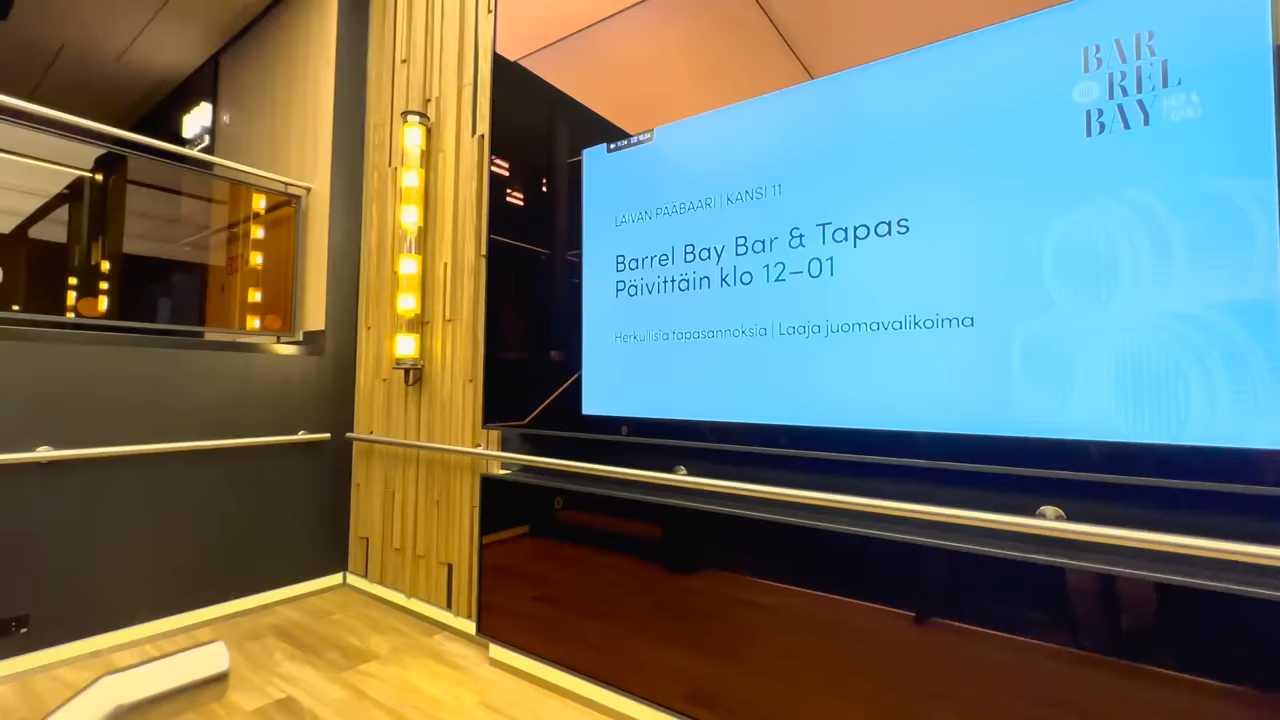 BAR
REL
BAY
LAIVAN PÄÄBAARI | KANSI 11
Barrel Bay Bar & Tapas
Päivittäin klo 12–01
Herkullisia tapasannoksia | Laaja juomavalikoima